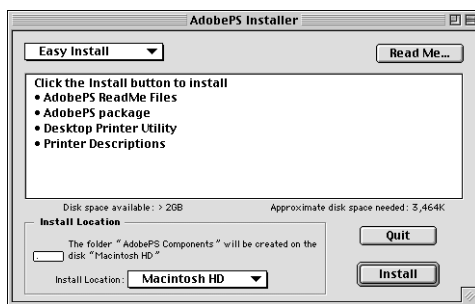 AdobePS Installer
Easy Install
Read Me...
Click the Install button to install
• AdobePS ReadMe Files
• AdobePS package
• Desktop Printer Utility
• Printer Descriptions
Disk space available: > 2GB
Approximate disk space needed: 3,464K
Install Location
The folder "AdobePS Components" will be created on the
disk "Macintosh HD"
Install Location: Macintosh HD
Quit
Install